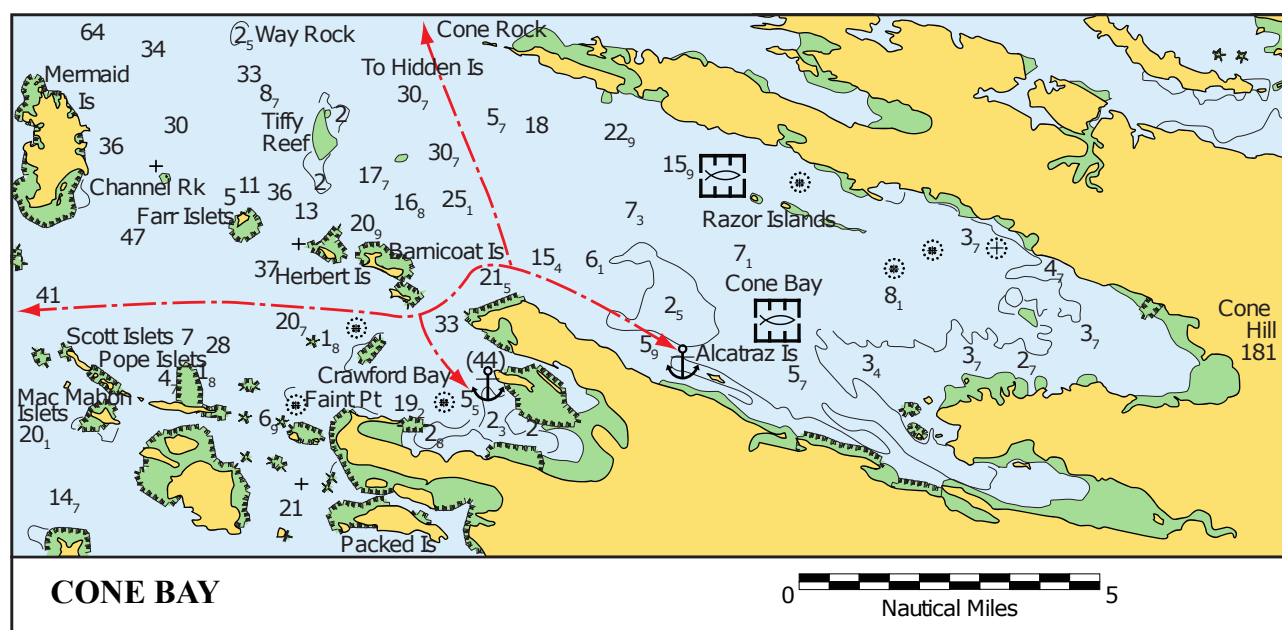 64
34
2₅ Way Rock
Cone Rock
Mermaid
Is
33
8₇
To Hidden Is
30₇
2
5₇
18
22₉
Tiffy
Reef
30
36
30₇
15₉
17₇
2
Channel Rk
5
11
36
13
16₈
25₁
7₃
Razor Islands
Farr Islets
47
20₉
Barnicoat Is
3₇
37
Herbert Is
21₅
15₄
6₁
7₁
4₇
Cone Bay
8₁
41
2₅
20₇
33
Cone
Hill
181
Scott Islets
7
28
1₈
5₉
Alcatraz Is
3₇
Pope Islets
4₇
1₈
(44)
5₇
3₄
3₇
2₇
Crawford Bay
Mac Mahon
Islets
Faint Pt
19₂
5₅
6₉
20₁
2₈
2₃
2
14₇
21
Packed Is
CONE BAY
0
5
Nautical Miles